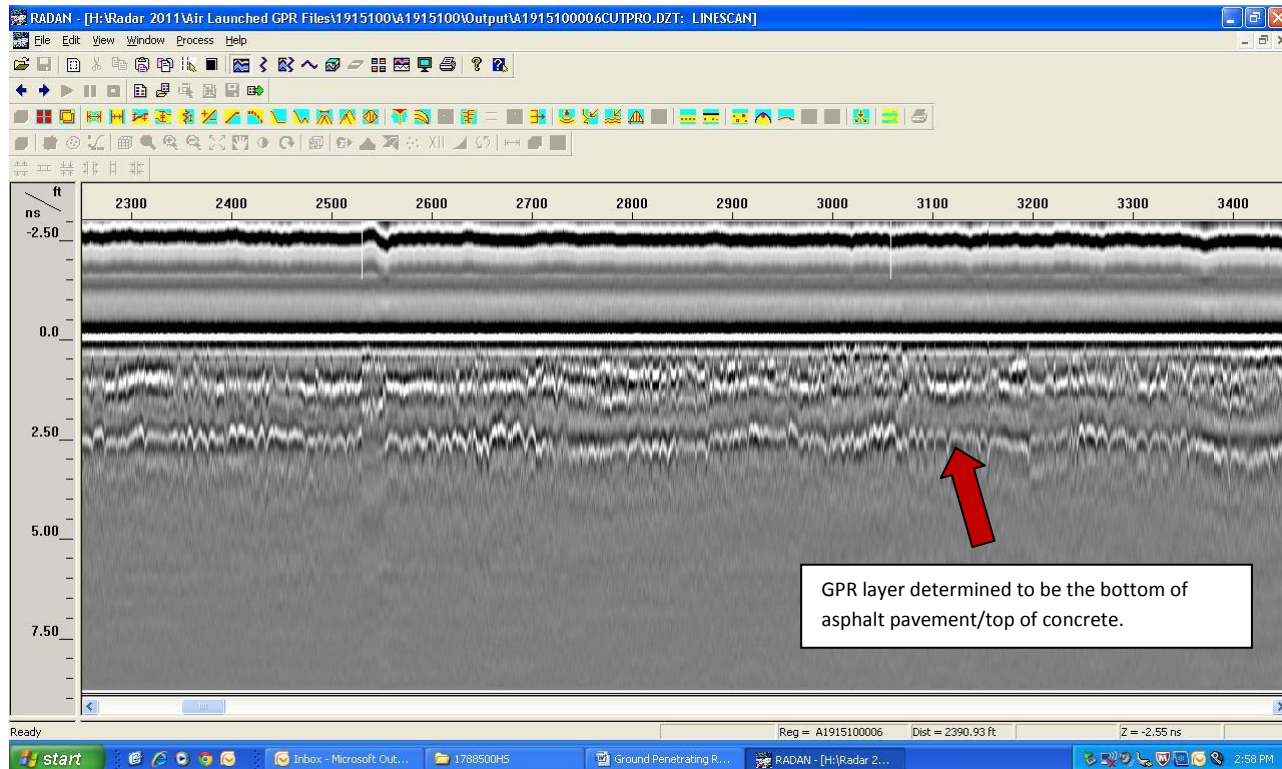 RADAN - [H:\Radar 2011\Air Launched GPR Files\1915100\A1915100\Output\A1915100006CUTPRO.DZT: LINESCAN]
File Edit View Window Process Help
XII
ft
ns
2300 2400 2500 2600 2700 2800 2900 3000 3100 3200 3300 3400
-2.50
0.0
2.50
5.00
7.50
GPR layer determined to be the bottom of
asphalt pavement/top of concrete.
Ready
Reg = A1915100006 Dist = 2390.93 ft Z = -2.55 ns
start Inbox - Microsoft Out... 1788500HS Ground Penetrating R... RADAN - [H:\Radar 2... 2:58 PM